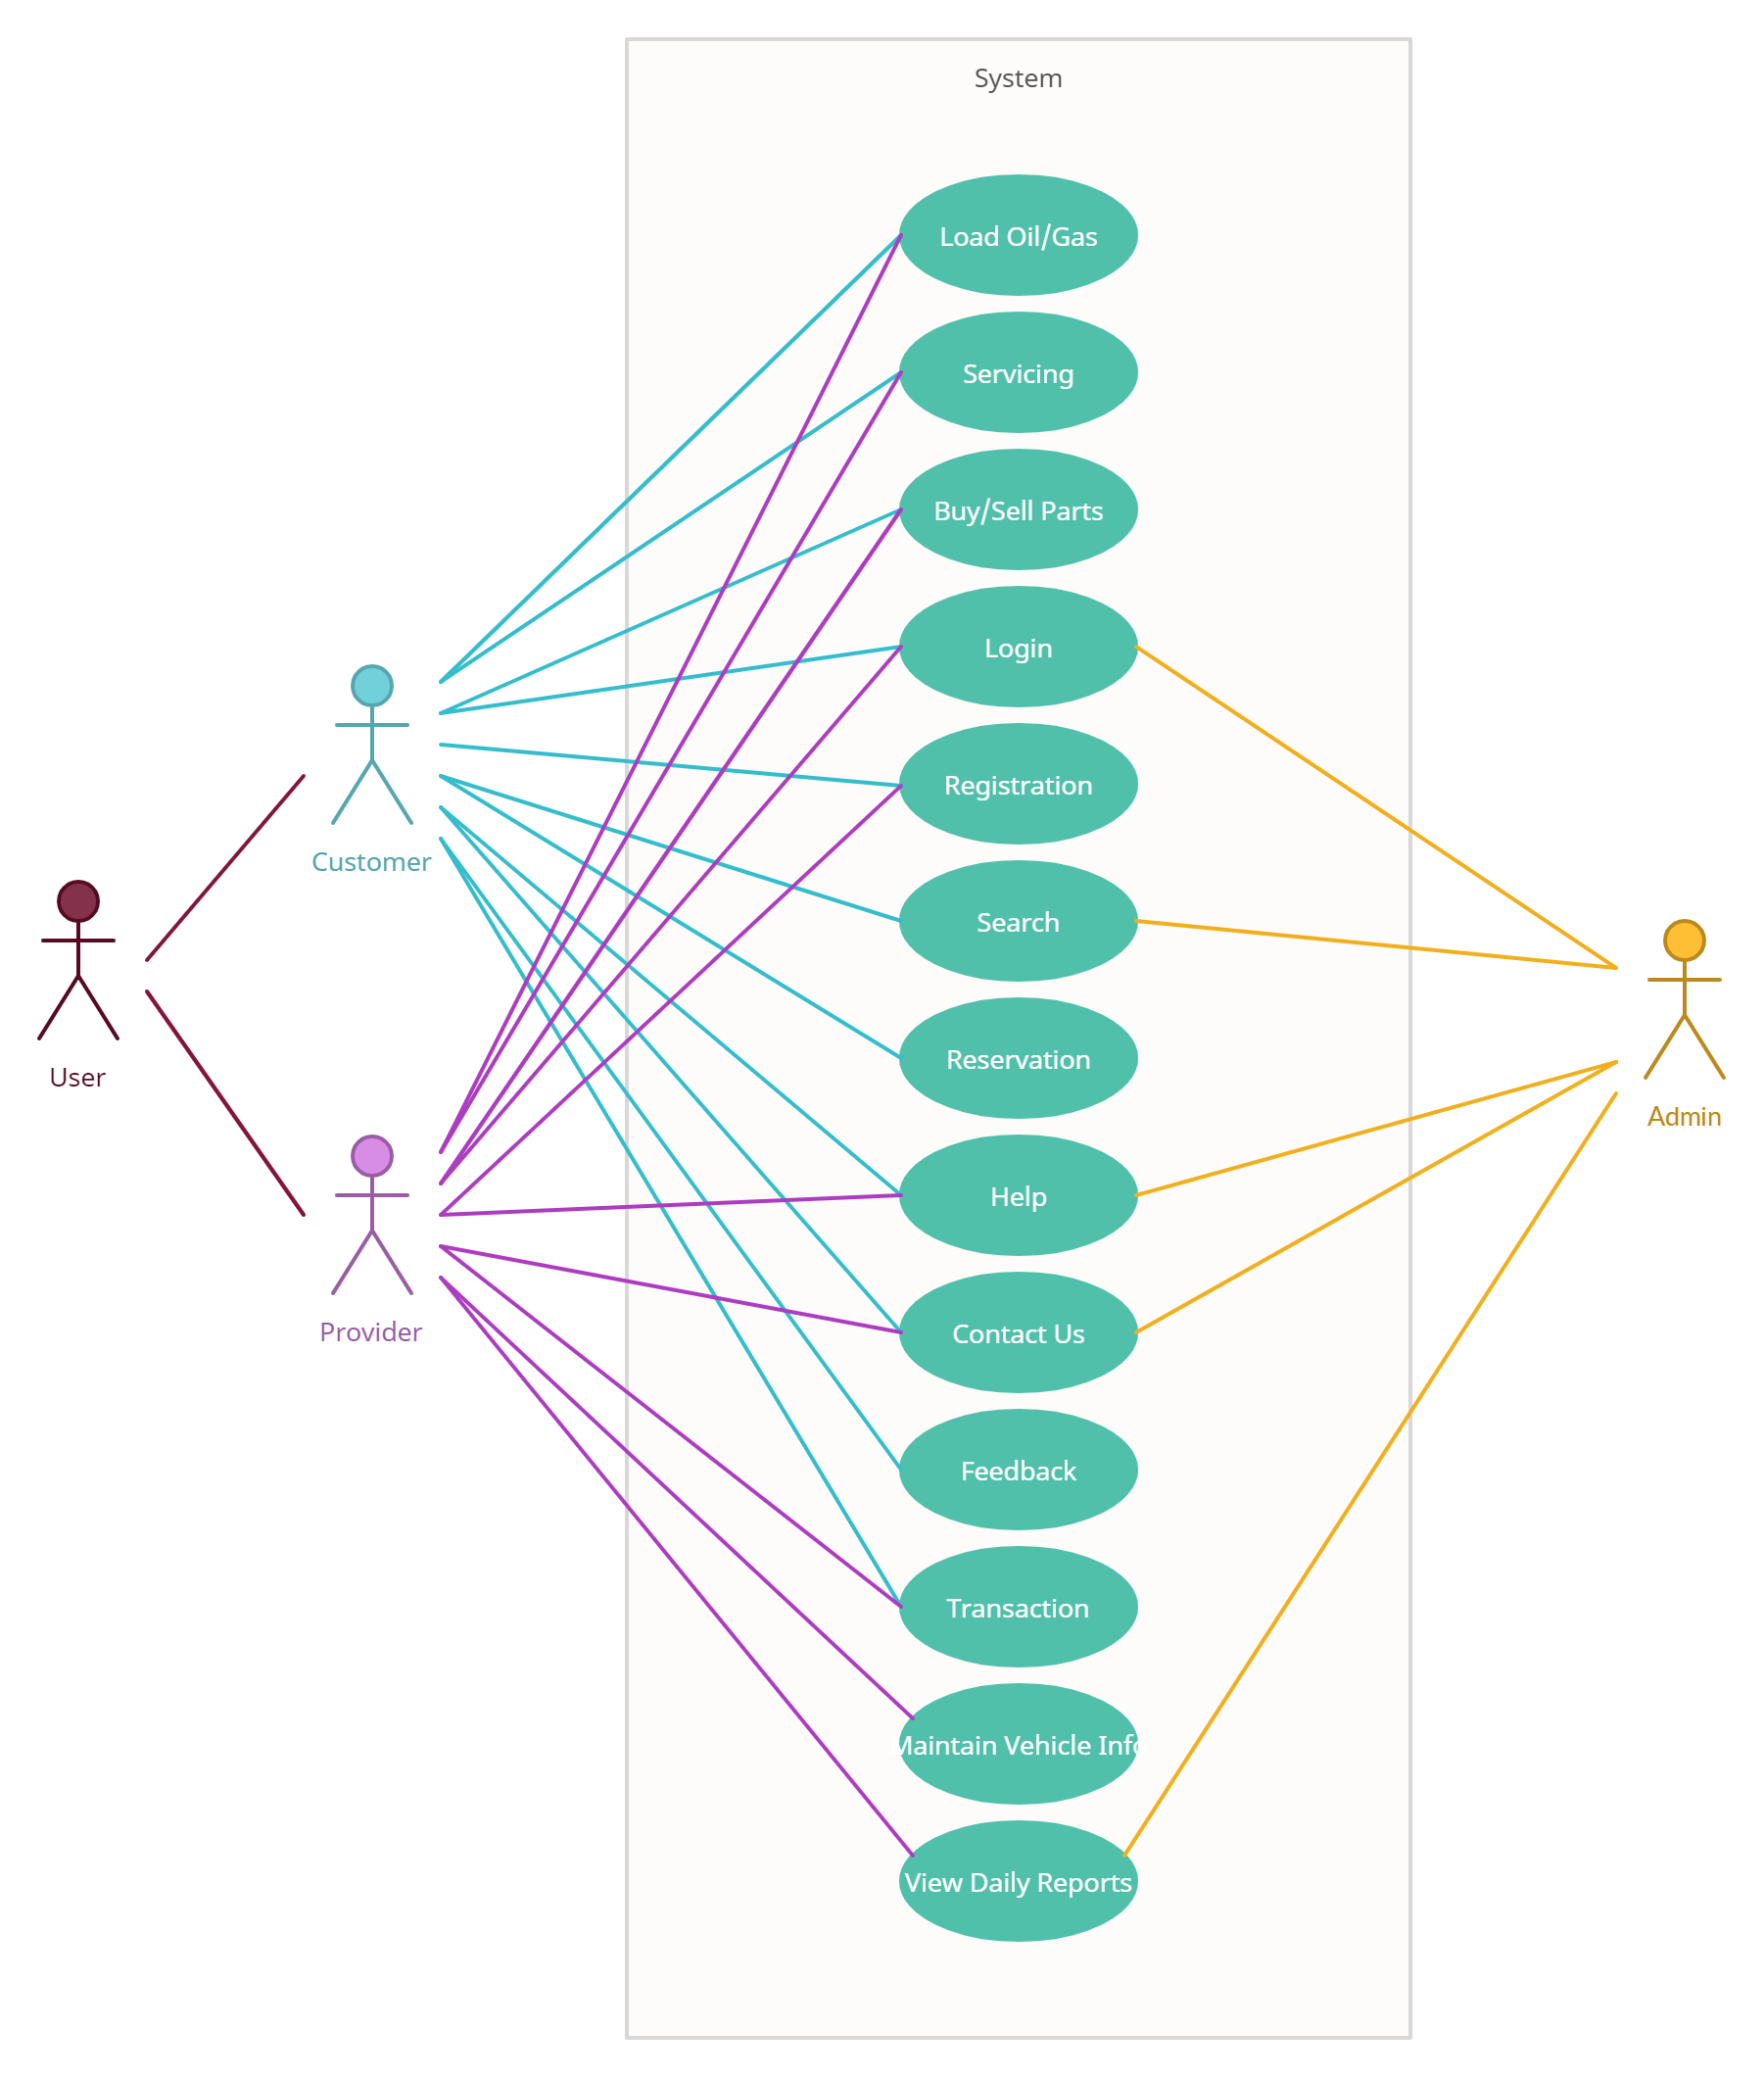 System
Load Oil/Gas
Servicing
Buy/Sell Parts
Login
Registration
Search
Reservation
Help
Contact Us
Feedback
Transaction
Maintain Vehicle Info
View Daily Reports
Customer
User
Provider
Admin